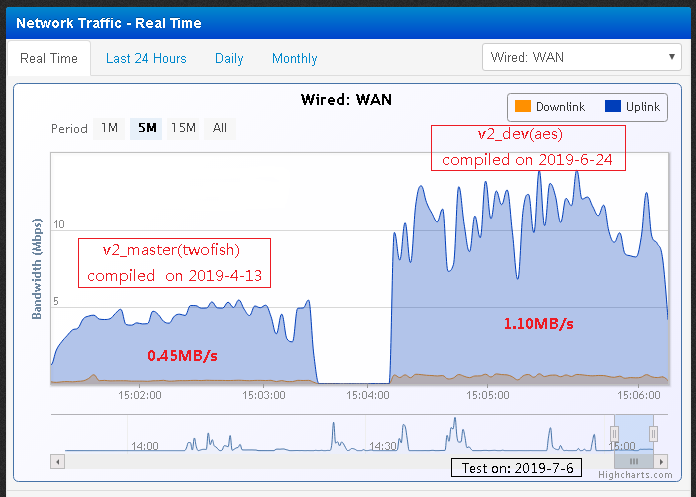 Network Traffic - Real Time
Real Time Last 24 Hours Daily Monthly Wired: WAN
Wired: WAN
Downlink Uplink
Period 1M 5M 15M All
v2_dev(aes)
compiled on 2019-6-24
10
v2_master(twofish)
compiled on 2019-4-13
Bandwidth (Mbps)
5
1.10MB/s
0.45MB/s
15:02:00 15:03:00 15:04:00 15:05:00 15:06:00
14:00 14:30 15:00
Test on: 2019-7-6
Highcharts.com